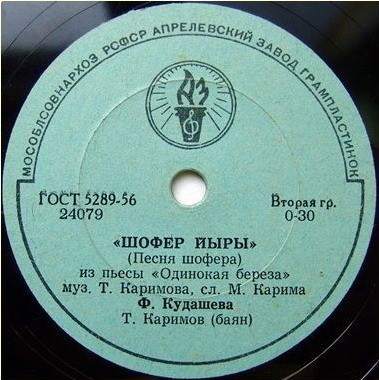 МОСОБЛСОВНАРХОЗ РСФСР АПРЕЛЕВСКИЙ ЗАВОД ГРАМПЛАСТИНОК
АЗ
ГОСТ 5289-56
24079
Вторая гр.
0-30
«ШОФЕР ЙЫРЫ»
(Песня шофера)
из пьесы «Одинокая береза»
муз. Т. Каримова, сл. М. Карима
Ф. Кудашева
Т. Каримов (баян)